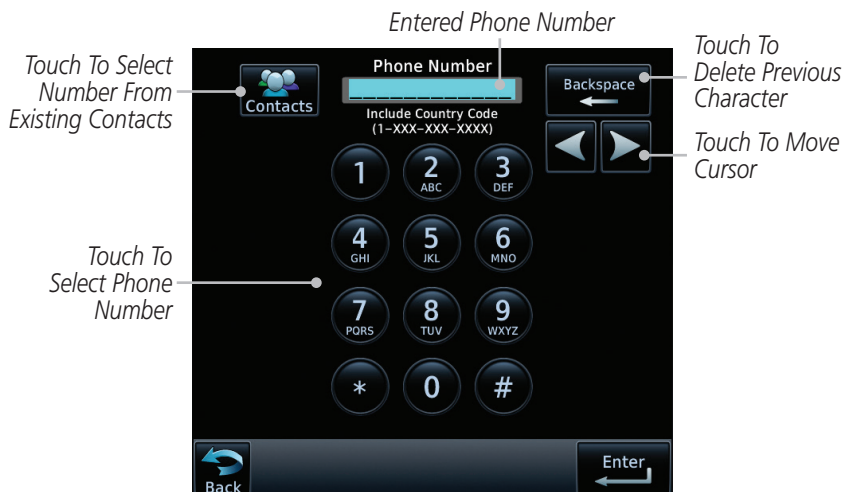 Entered Phone Number
Touch To Select
Number From
Existing Contacts
Contacts
Phone Number
Include Country Code
(1-XXX-XXX-XXXX)
Backspace
Touch To
Delete Previous
Character
Touch To Move
Cursor
1
2
ABC
3
DEF
4
GHI
5
JKL
6
MNO
Touch To
Select Phone
Number
7
PQRS
8
TUV
9
WXYZ
*
0
#
Back
Enter